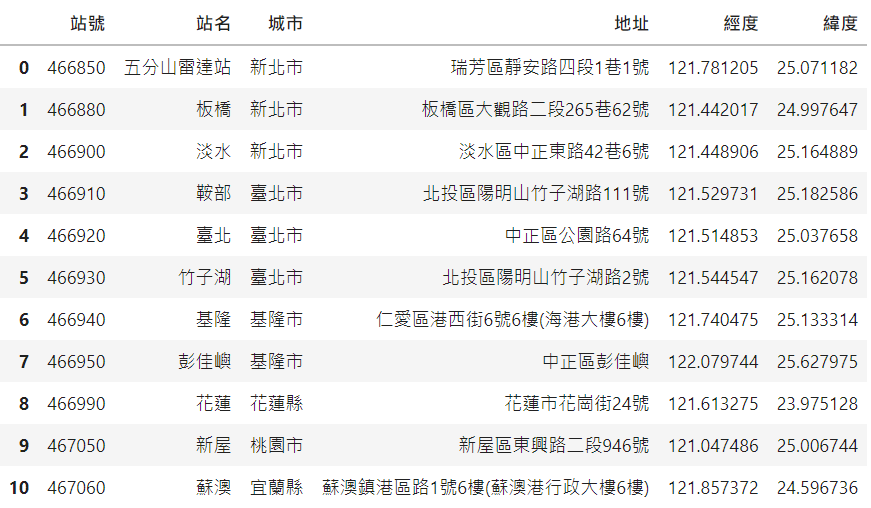 站號 站名 城市 地址 經度 緯度
0 466850 五分山雷達站 新北市 瑞芳區靜安路四段1巷1號 121.781205 25.071182
1 466880 板橋 新北市 板橋區大觀路二段265巷62號 121.442017 24.997647
2 466900 淡水 新北市 淡水區中正東路42巷6號 121.448906 25.164889
3 466910 鞍部 臺北市 北投區陽明山竹子湖路111號 121.529731 25.182586
4 466920 臺北 臺北市 中正區公園路64號 121.514853 25.037658
5 466930 竹子湖 臺北市 北投區陽明山竹子湖路2號 121.544547 25.162078
6 466940 基隆 基隆市 仁愛區港西街6號6樓(海港大樓6樓) 121.740475 25.133314
7 466950 彭佳嶼 基隆市 中正區彭佳嶼 122.079744 25.627975
8 466990 花蓮 花蓮縣 花蓮市花崗街24號 121.613275 23.975128
9 467050 新屋 桃園市 新屋區東興路二段946號 121.047486 25.006744
10 467060 蘇澳 宜蘭縣 蘇澳鎮港區路1號6樓(蘇澳港行政大樓6樓) 121.857372 24.596736